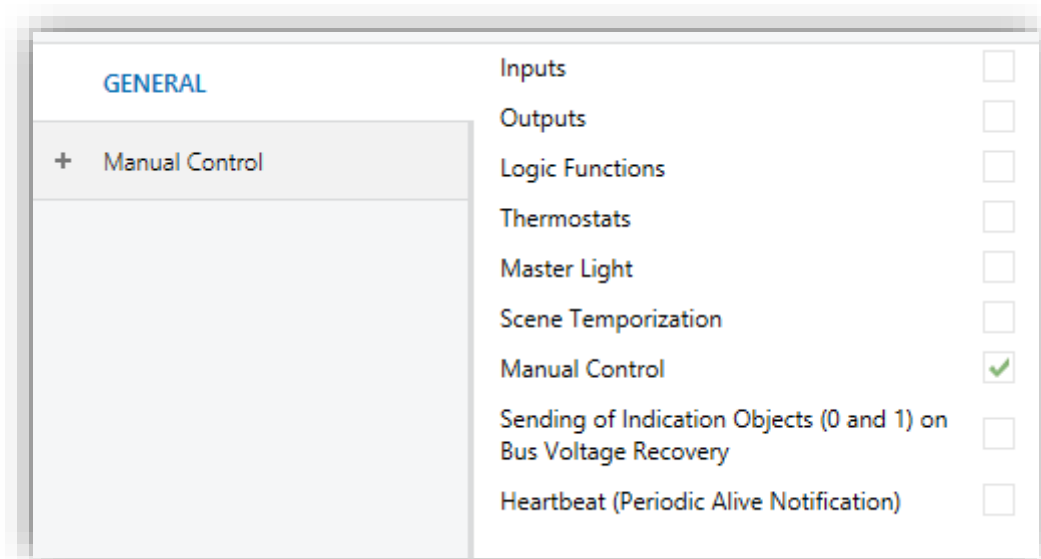 GENERAL
+ Manual Control
Inputs
Outputs
Logic Functions
Thermostats
Master Light
Scene Temporization
Manual Control
Sending of Indication Objects (0 and 1) on
Bus Voltage Recovery
Heartbeat (Periodic Alive Notification)